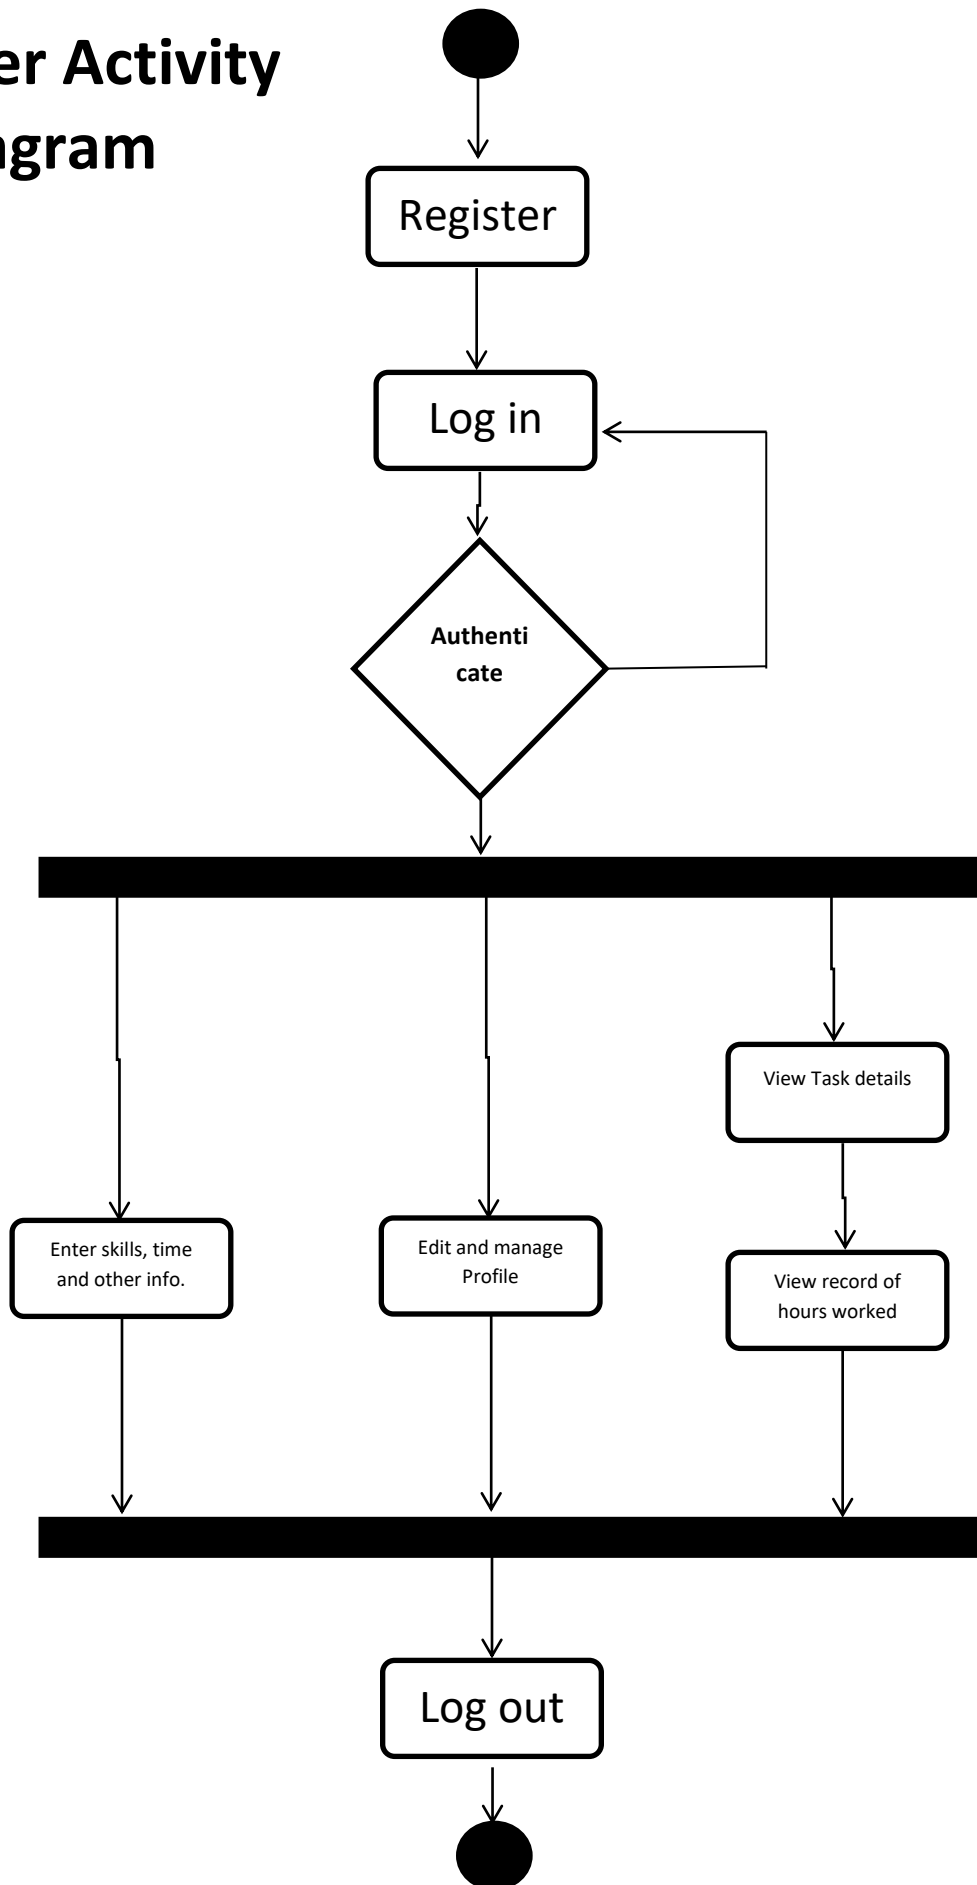 er Activity
agram
Register
Log in
Authenti
cate
View Task details
Enter skills, time
and other info.
Edit and manage
Profile
View record of
hours worked
Log out